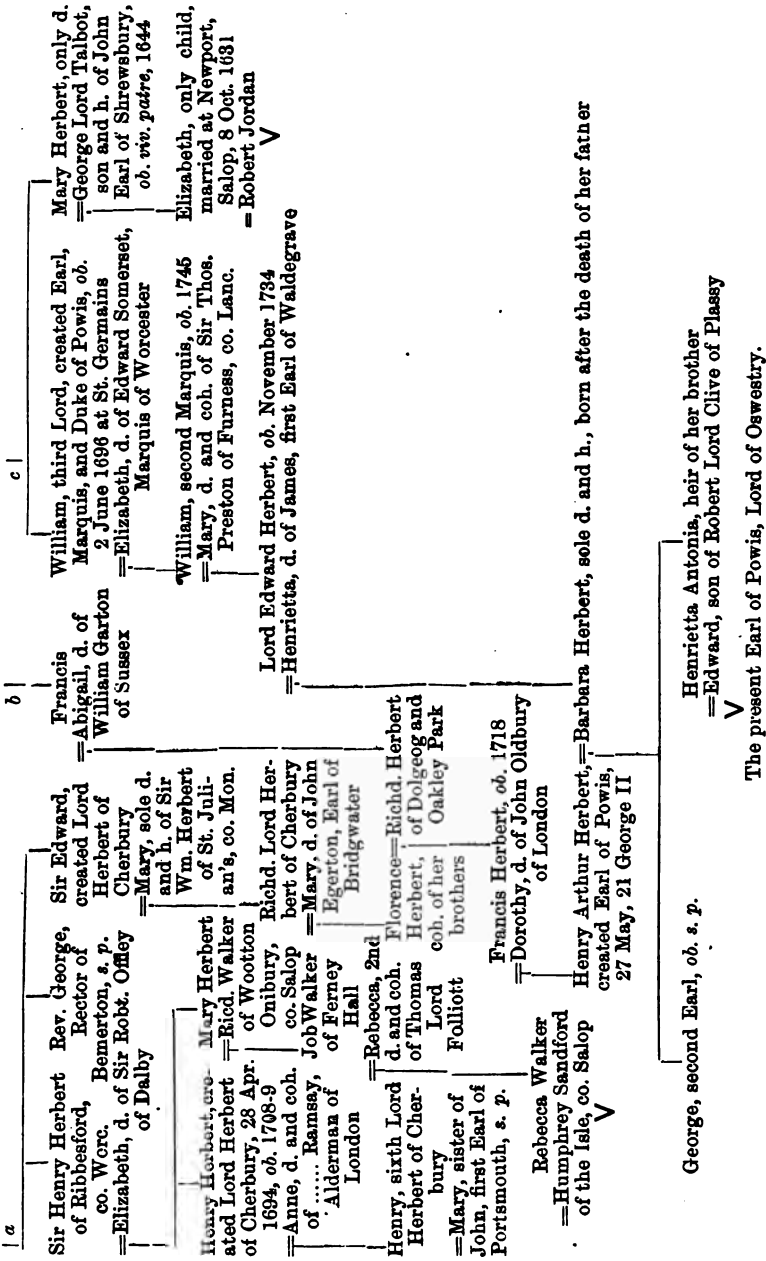 a
b
c
Sir Henry Herbert
of Ribbesford,
co. Worc.
=Elizabeth, d. of Sir Robt. Offley
of Dalby
Rev. George,
Rector of
Bemerton, s. p.
Sir Edward,
created Lord
Herbert of
Cherbury
=Mary, sole d.
and h. of Sir
Wm. Herbert
of St. Juli-
an's, co. Mon.
Francis
=Abigail, d. of
William Garton
of Sussex
William, third Lord, created Earl,
Marquis, and Duke of Powis, ob.
2 June 1696 at St. Germains
=Elizabeth, d. of Edward Somerset,
Marquis of Worcester
Mary Herbert, only d.
=George Lord Talbot,
son and h. of John
Earl of Shrewsbury,
ob. viv. patre, 1644
Henry Herbert, cre-
ated Lord Herbert
of Cherbury, 28 Apr.
1694, ob. 1708-9
=Anne, d. and coh.
of ...... Ramsay,
Alderman of
London
Mary Herbert
=Ricd. Walker
of Wootton
Onibury,
co. Salop
Richd. Lord Her-
bert of Cherbury
=Mary, d. of John
Egerton, Earl of
Bridgwater
William, second Marquis, ob. 1745
=Mary, d. and coh. of Sir Thos.
Preston of Furness, co. Lanc.
Elizabeth, only child,
married at Newport,
Salop, 8 Oct. 1631
=Robert Jordan
V
Job Walker
of Ferney
Hall
=Rebecca, 2nd
d. and coh.
of Thomas
Lord
Folliott
Lord Edward Herbert, ob. November 1734
=Henrietta, d. of James, first Earl of Waldegrave
Henry, sixth Lord
Herbert of Cher-
bury
=Mary, sister of
John, first Earl of
Portsmouth, s. p.
Florence=Richd. Herbert
Herbert, of Dolgeog and
coh. of her Oakley Park
brothers
Francis Herbert, ob. 1718
=Dorothy, d. of John Oldbury
of London
Rebecca Walker
=Humphrey Sandford
of the Isle, co. Salop
V
Henry Arthur Herbert,=Barbara Herbert, sole d. and h., born after the death of her father
created Earl of Powis,
27 May, 21 George II
George, second Earl, ob. s. p.
Henrietta Antonia, heir of her brother
=Edward, son of Robert Lord Clive of Plassy
V
The present Earl of Powis, Lord of Oswestry.